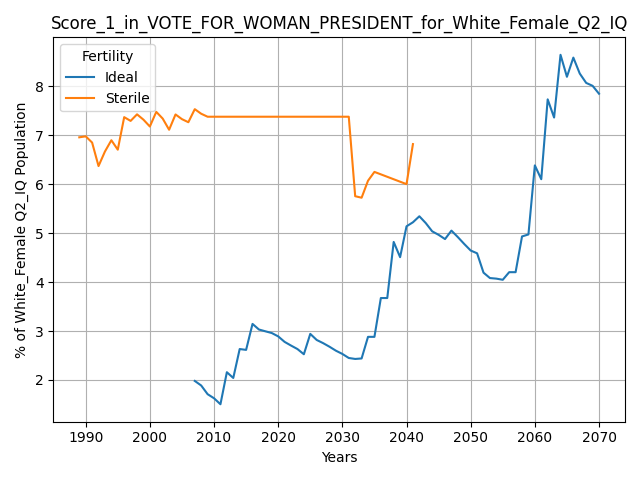 Score_1_in_VOTE_FOR_WOMAN_PRESIDENT_for_White_Female_Q2_IQ
Fertility
Ideal
Sterile
% of White_Female Q2_IQ Population
8
7
6
5
4
3
2
1990 2000 2010 2020 2030 2040 2050 2060 2070
Years